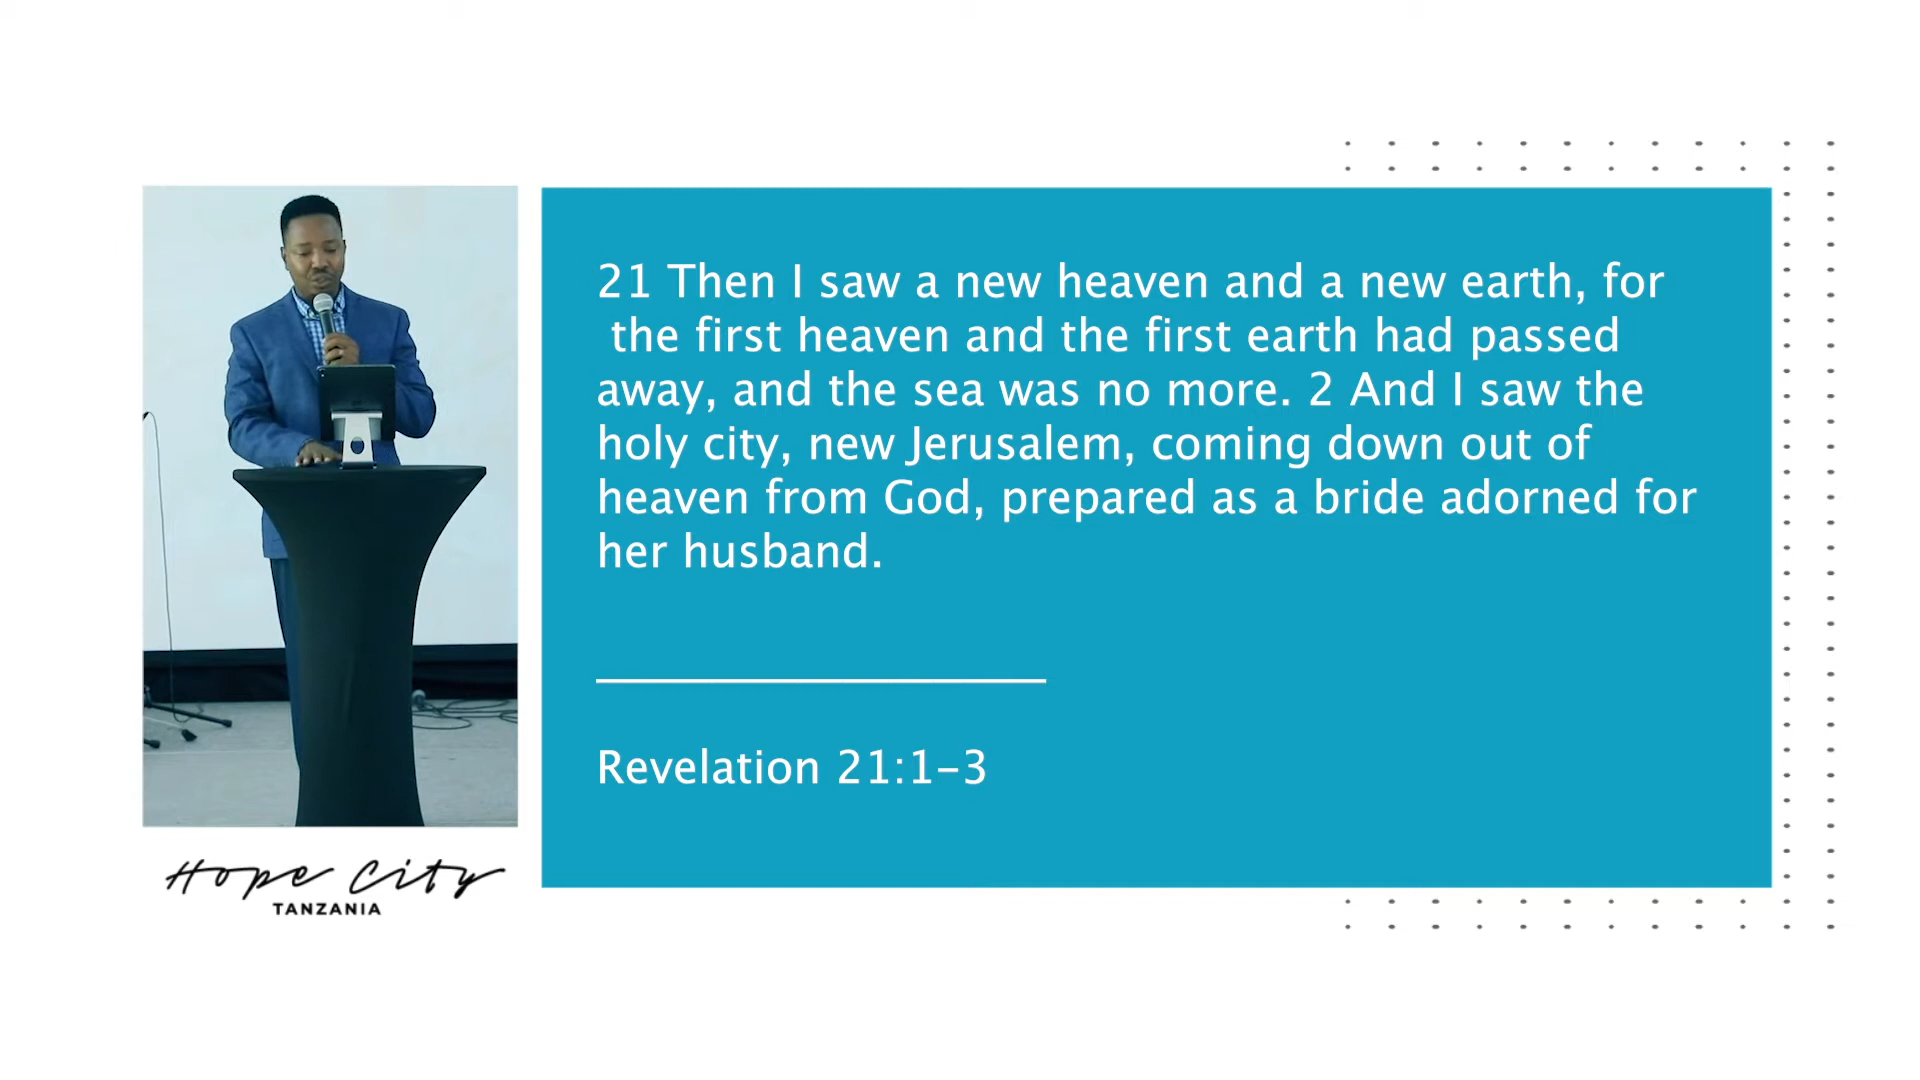 21 Then I saw a new heaven and a new earth, for
the first heaven and the first earth had passed
away, and the sea was no more. 2 And I saw the
holy city, new Jerusalem, coming down out of
heaven from God, prepared as a bride adorned for
her husband.
Revelation 21:1–3
Hope City
TANZANIA